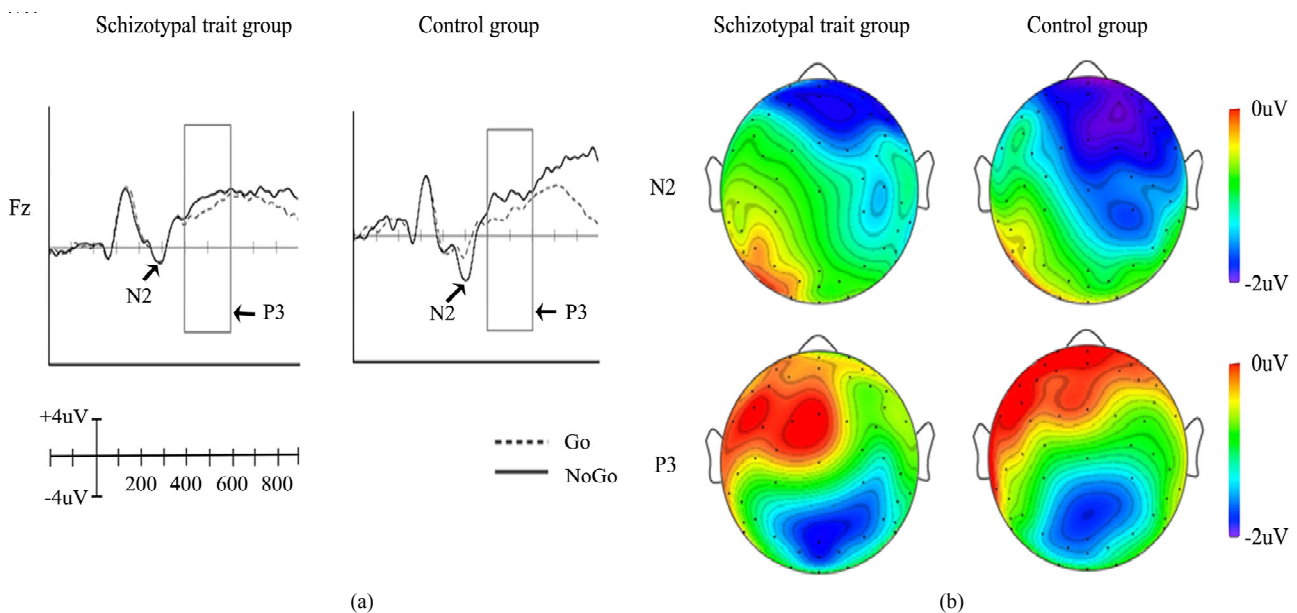 Schizotypal trait group
Control group
Fz
N2
P3
N2
P3
+4uV
-4uV
200 400 600 800
Go
NoGo
(a)
Schizotypal trait group
Control group
N2
0uV
-2uV
P3
0uV
-2uV
(b)